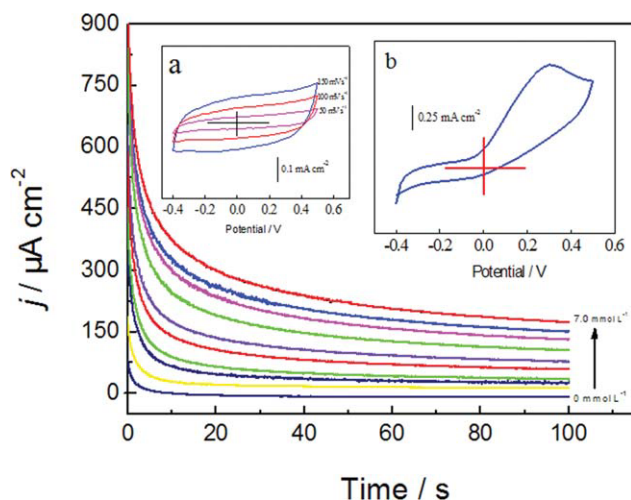 900
750
600
450
300
150
0
j / µA cm⁻²
0
20
40
60
80
100
Time / s
a
150 mVs⁻¹
100 mVs⁻¹
50 mVs⁻¹
0.1 mA cm⁻²
-0.4
-0.2
0.0
0.2
0.4
0.6
Potential / V
b
0.25 mA cm⁻²
-0.4
-0.2
0.0
0.2
0.4
0.6
Potential / V
7.0 mmol L⁻¹
0 mmol L⁻¹